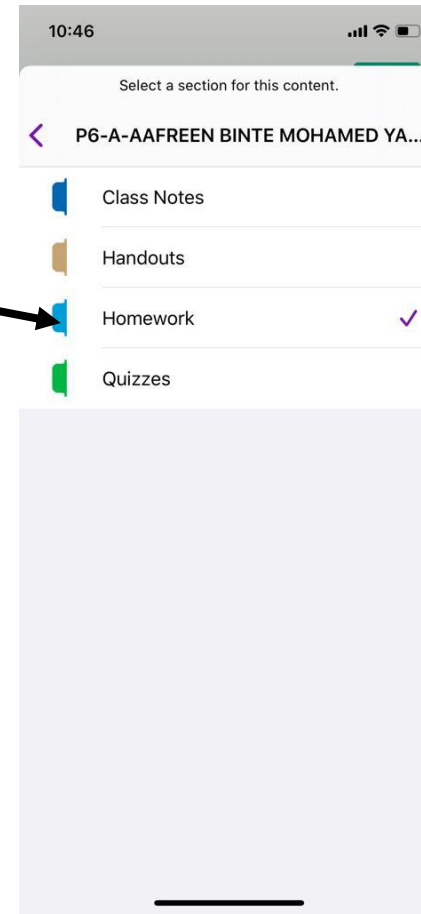 10:46
Select a section for this content.
P6-A-AAFREEN BINTE MOHAMED YA...
Class Notes
Handouts
Homework
Quizzes